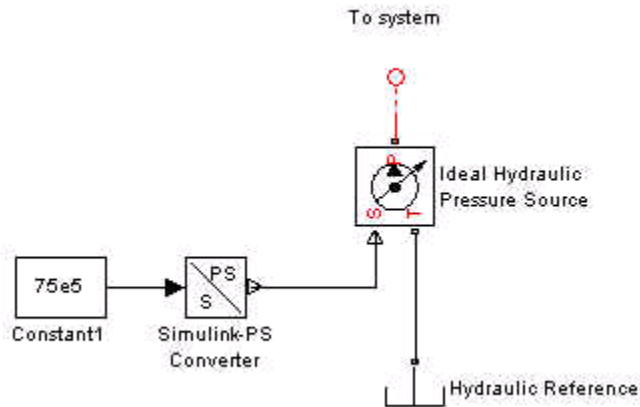 To system
P
S
T
Ideal Hydraulic
Pressure Source
75e5
PS
S
Constant1
Simulink-PS
Converter
Hydraulic Reference